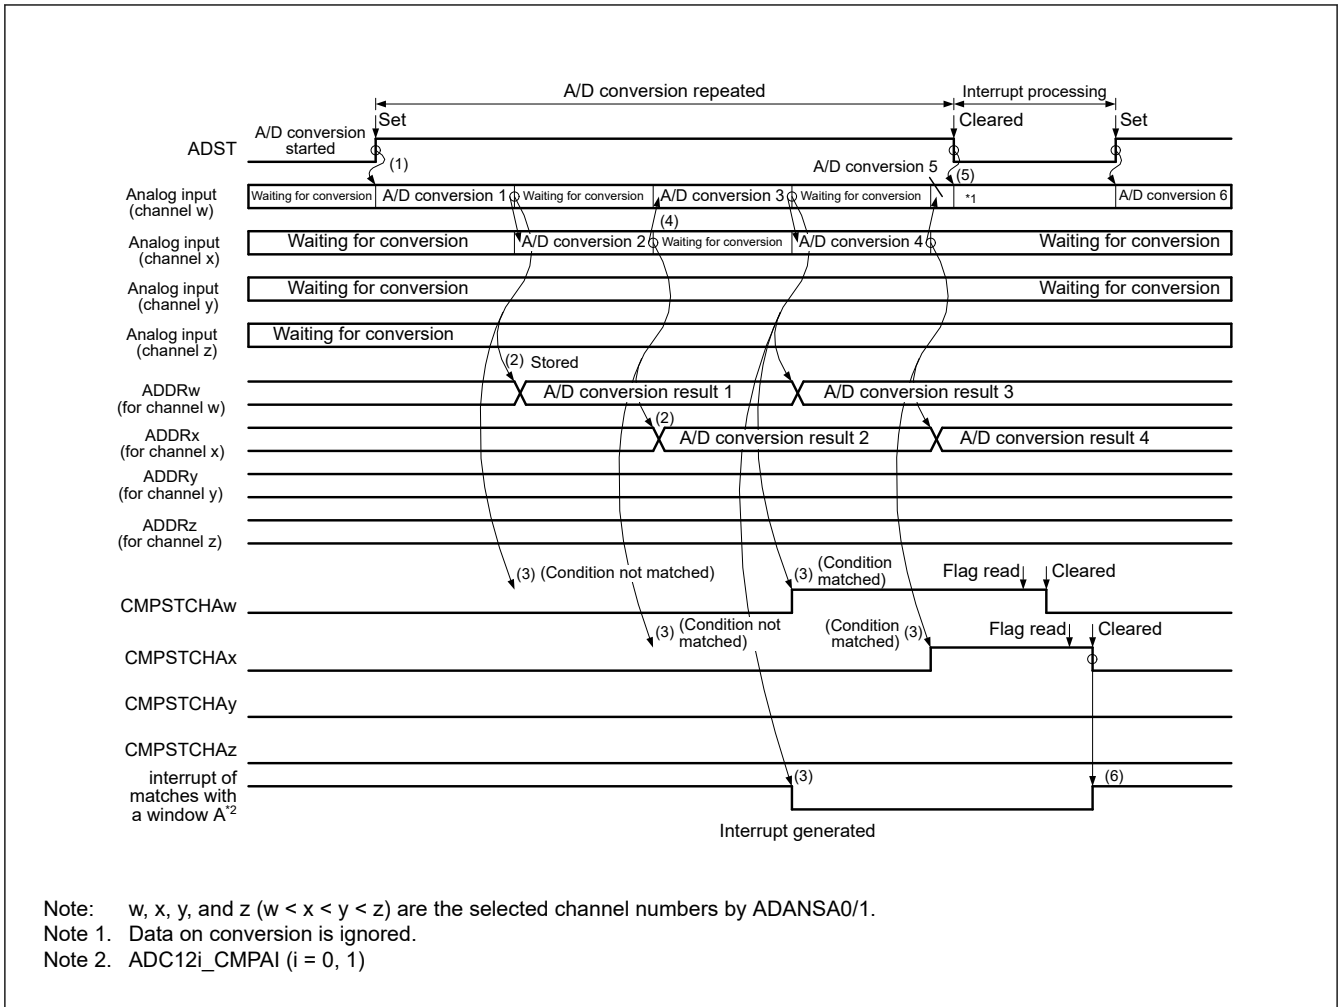 A/D conversion repeated
Interrupt processing
Set
Cleared
Set
ADST
A/D conversion
started
(1)
A/D conversion 5
(5)
Analog input
(channel w)
Waiting for conversion
A/D conversion 1
Waiting for conversion
A/D conversion 3
Waiting for conversion
*1
A/D conversion 6
(4)
Analog input
(channel x)
Waiting for conversion
A/D conversion 2
Waiting for conversion
A/D conversion 4
Waiting for conversion
Analog input
(channel y)
Waiting for conversion
Waiting for conversion
Analog input
(channel z)
Waiting for conversion
(2) Stored
ADDRw
(for channel w)
A/D conversion result 1
A/D conversion result 3
(2)
ADDRx
(for channel x)
A/D conversion result 2
A/D conversion result 4
ADDRy
(for channel y)
ADDRz
(for channel z)
(3) (Condition not matched)
(3) (Condition
matched)
Flag read
Cleared
CMPSTCHAw
(3) (Condition not
matched)
(Condition
matched) (3)
Flag read
Cleared
CMPSTCHAx
CMPSTCHAy
CMPSTCHAz
interrupt of
matches with
a window A*2
(3)
(6)
Interrupt generated
Note: w, x, y, and z (w < x < y < z) are the selected channel numbers by ADANSA0/1.
Note 1. Data on conversion is ignored.
Note 2. ADC12i_CMPAI (i = 0, 1)